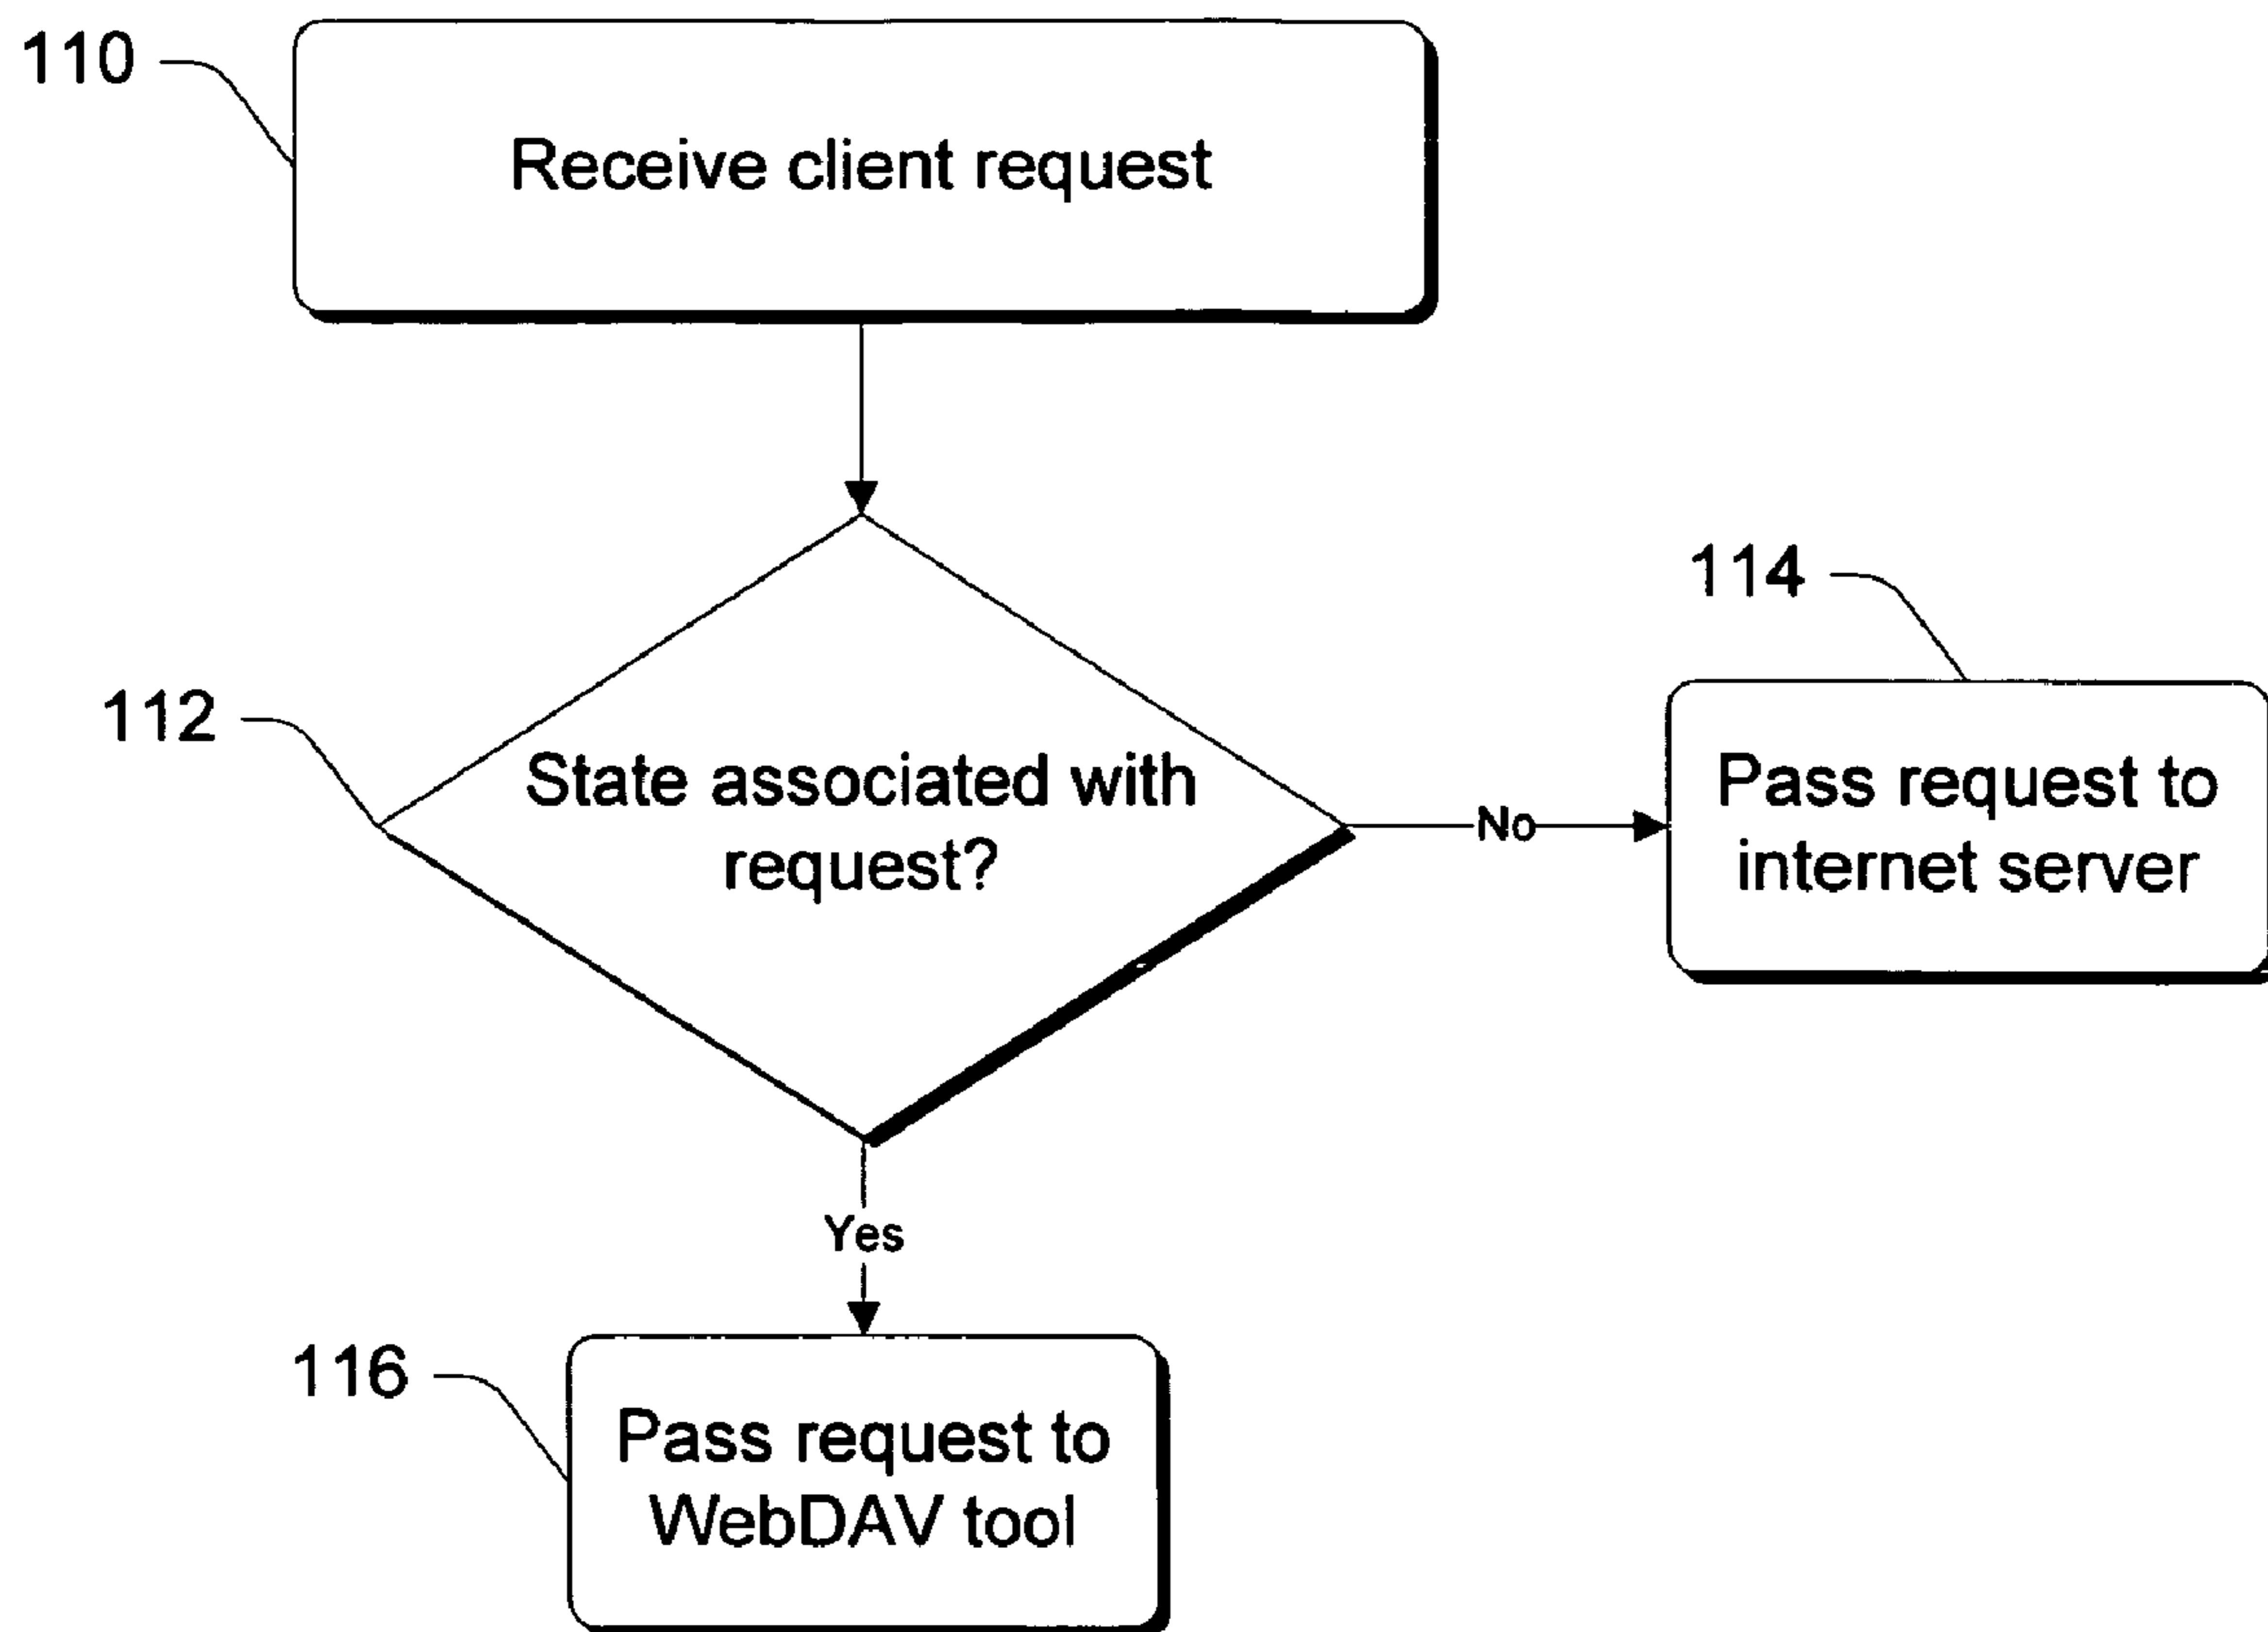 110
Receive client request
112
State associated with
request?
No
114
Pass request to
internet server
Yes
116
Pass request to
WebDAV tool